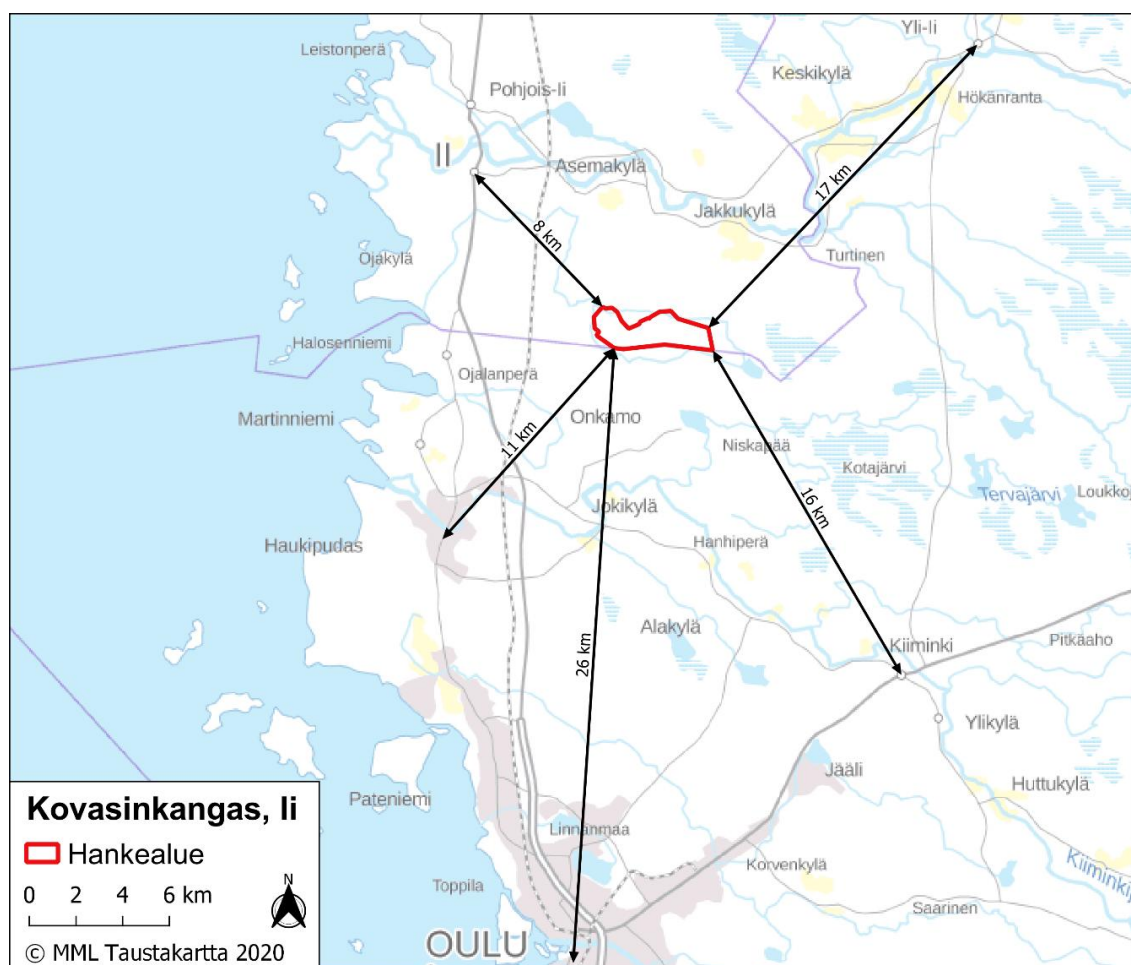 Yli-Ii
Leistonperä
Keskikylä
Pohjois-Ii
Hökänranta
II
Asemakylä
17 km
Jakkukylä
8 km
Ojakylä
Turtinen
Halosenniemi
Ojalanperä
Martinniemi
Onkamo
11 km
Niskapää
Kotajärvi
16 km
Tervajärvi
Jokikylä
Haukipudas
Hanhiperä
Alakylä
26 km
Kiiminki
Pitkäaho
Ylikylä
Jääli
Huttukylä
Pateniemi
Linnanmaa
Korvenkylä
Toppila
Saarinen
OULU
Kovasinkangas, Ii
Hankealue
0 2 4 6 km
N
© MML Taustakartta 2020